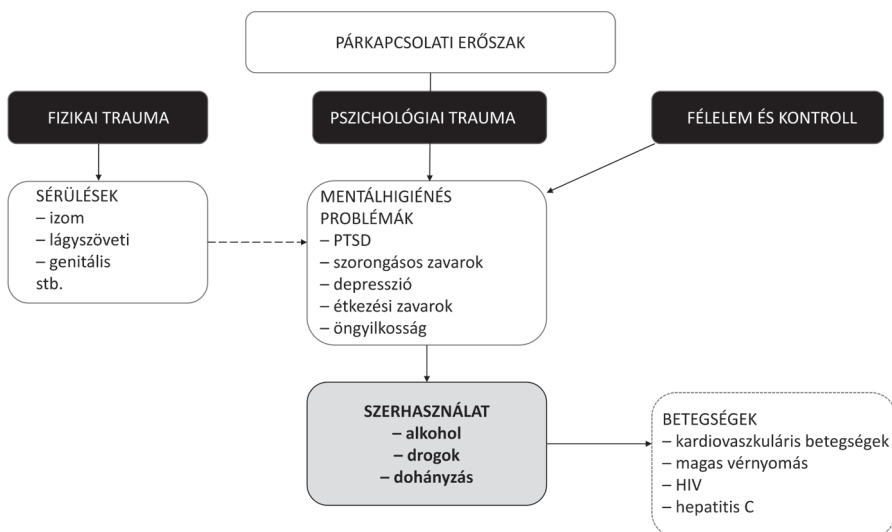 PÁRKAPCSOLATI ERŐSZAK
FIZIKAI TRAUMA
PSZICHOLÓGIAI TRAUMA
FÉLELEM ÉS KONTROLL
SÉRÜLÉSEK
– izom
– lágyszöveti
– genitális
stb.
MENTÁLHIGIÉNÉS
PROBLÉMÁK
– PTSD
– szorongásos zavarok
– depresszió
– étkezési zavarok
– öngyilkosság
SZERHASZNÁLAT
– alkohol
– drogok
– dohányzás
BETEGSÉGEK
– kardiovaszkuláris betegségek
– magas vérnyomás
– HIV
– hepatitis C